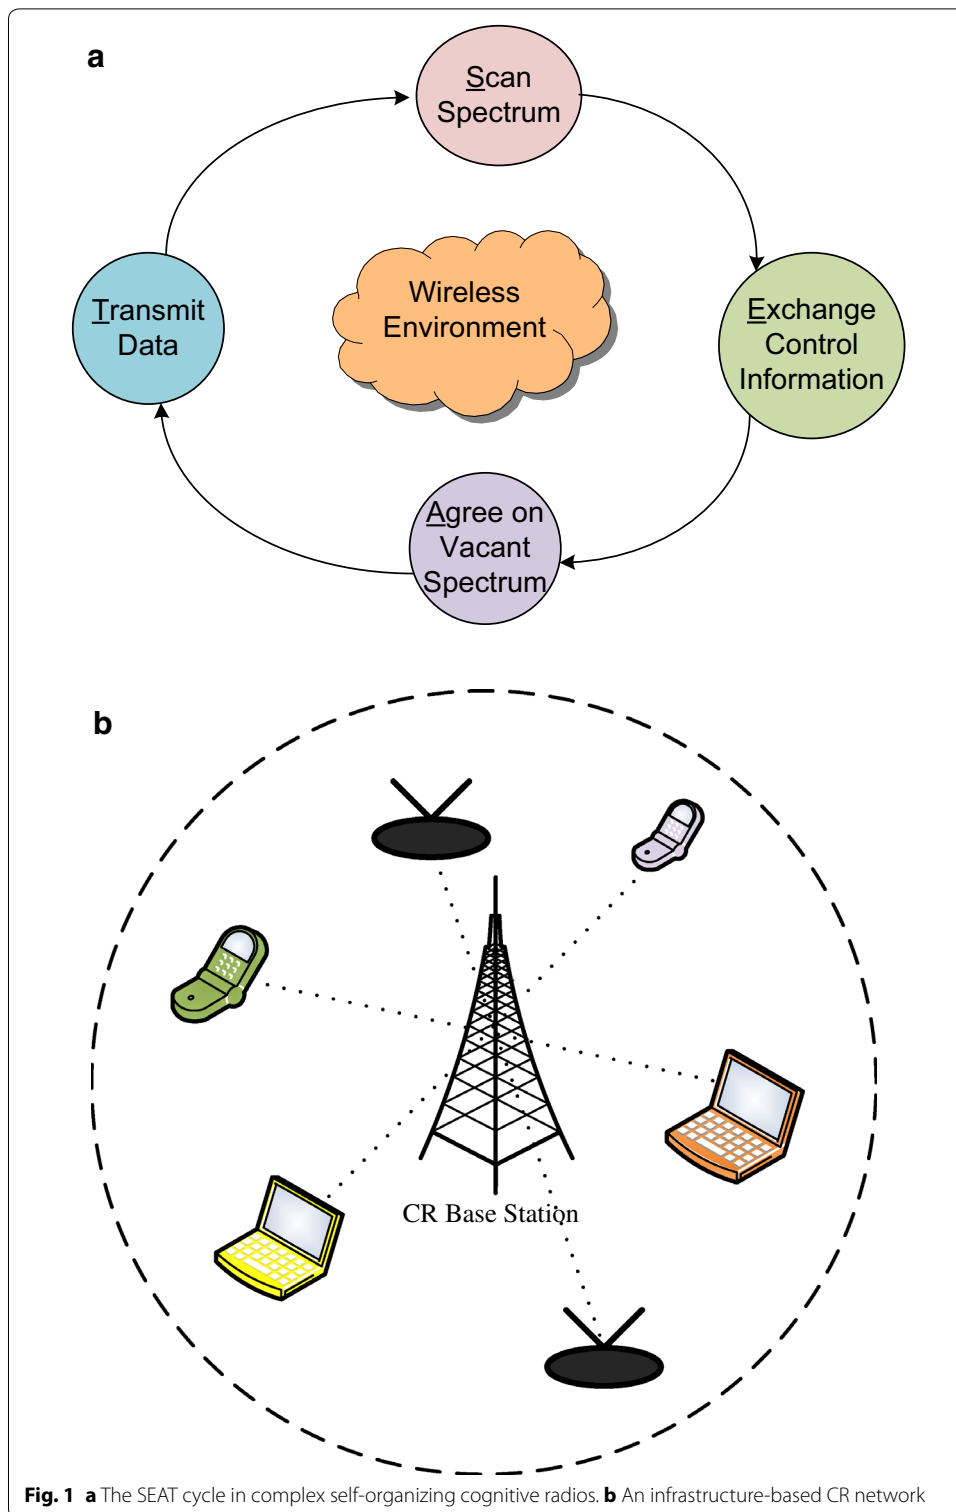 a
Scan
Spectrum
Wireless
Environment
Transmit
Data
Exchange
Control
Information
Agree on
Vacant
Spectrum
b
CR Base Station
Fig. 1 a The SEAT cycle in complex self-organizing cognitive radios. b An infrastructure-based CR network